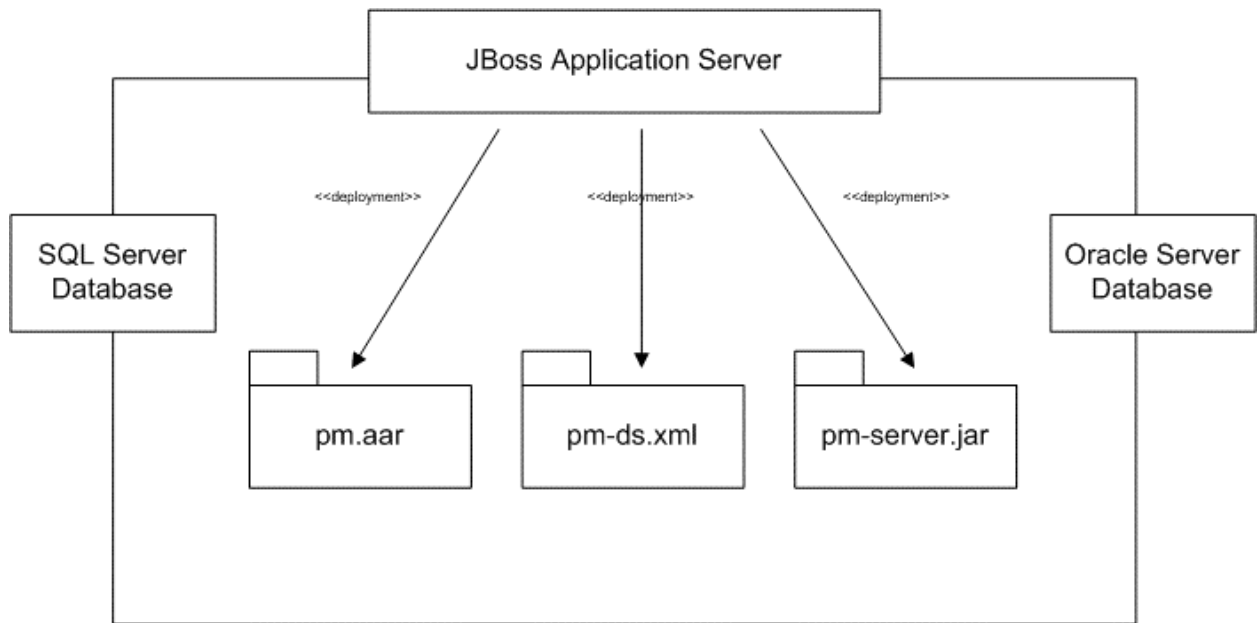 JBoss Application Server
<<deployment>>
<<deployment>>
<<deployment>>
SQL Server
Database
Oracle Server
Database
pm.aar
pm-ds.xml
pm-server.jar